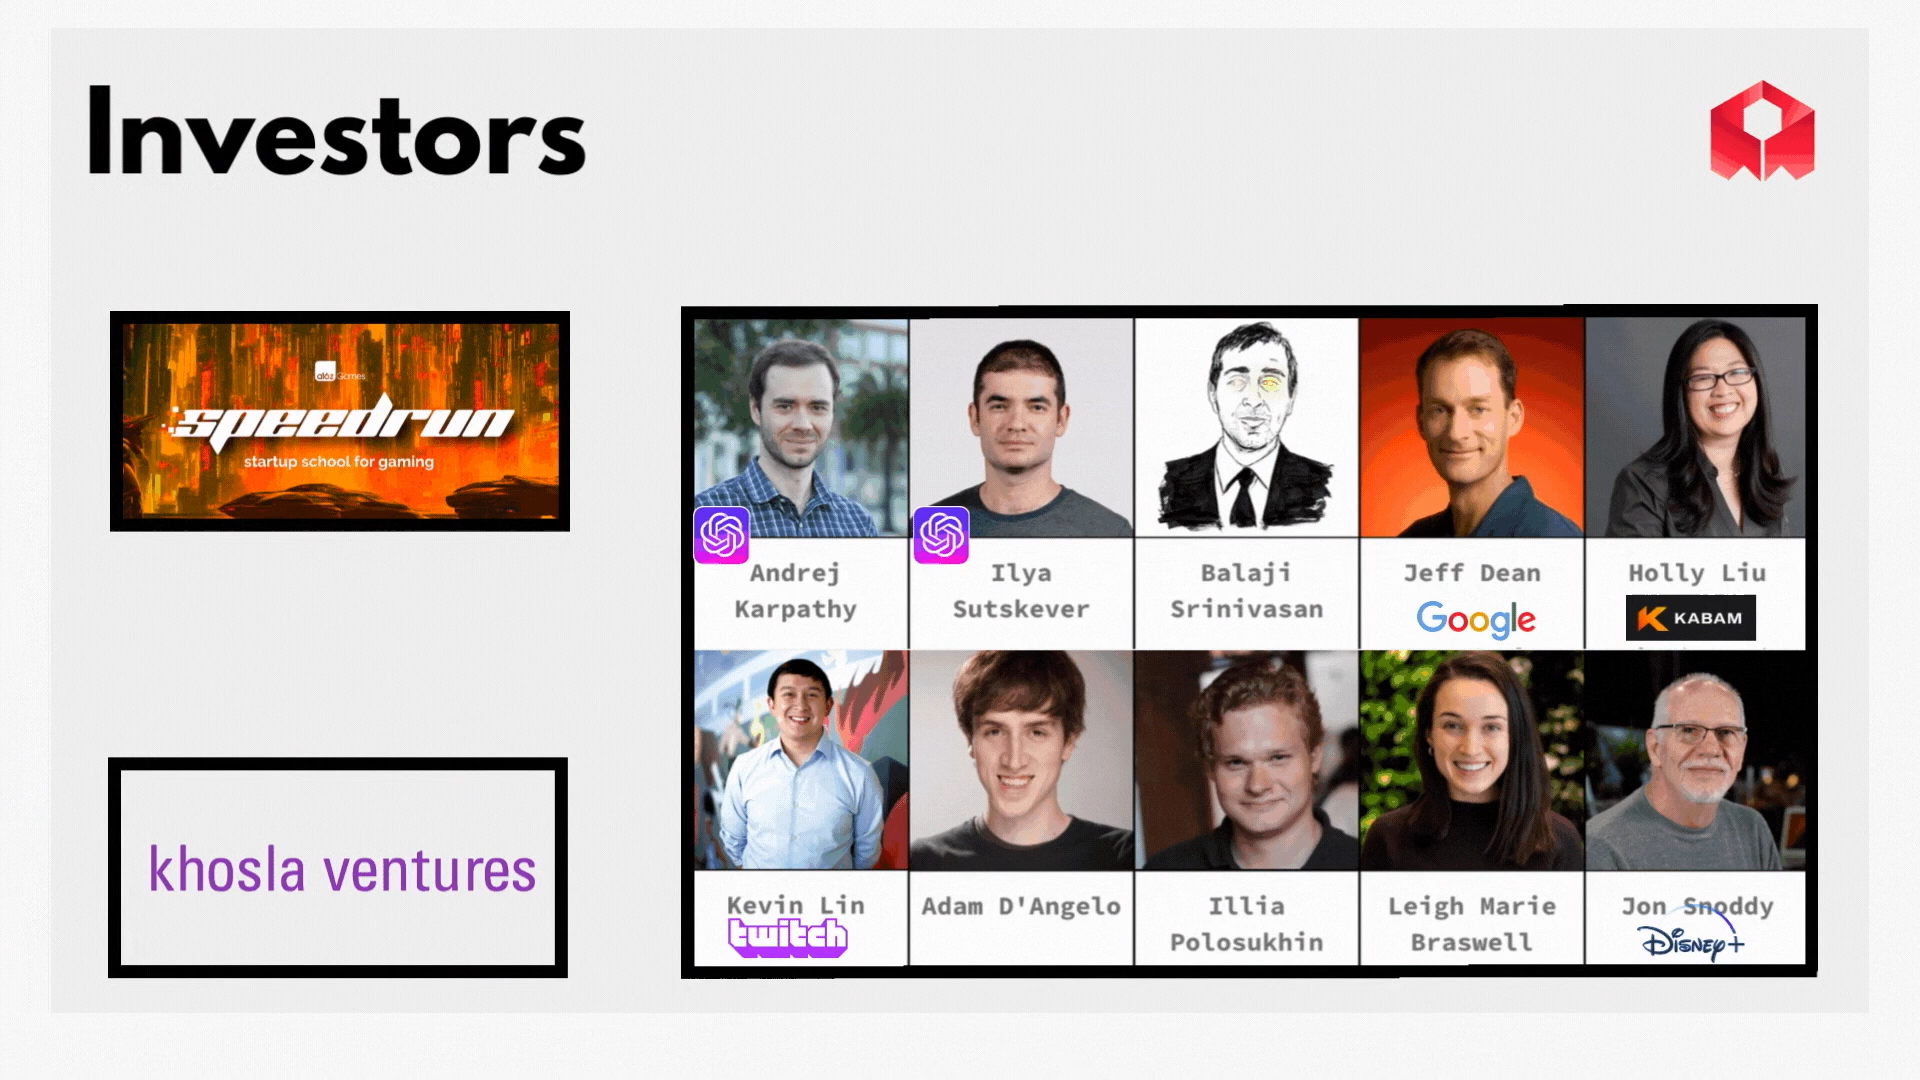 Investors
a16z Games
speedrun
startup school for gaming
khosla ventures
Andrej
Karpathy
Ilya
Sutskever
Balaji
Srinivasan
Jeff Dean
Google
Holly Liu
KABAM
Kevin Lin
twitch
Adam D'Angelo
Illia
Polosukhin
Leigh Marie
Braswell
Jon Snoddy
Disney+